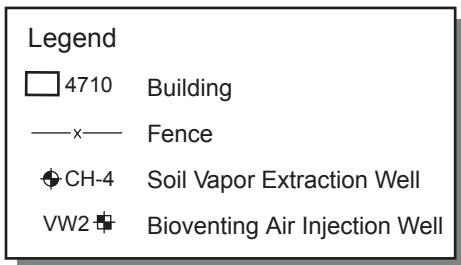 Legend
4710 Building
x Fence
CH-4 Soil Vapor Extraction Well
VW2 Bioventing Air Injection Well